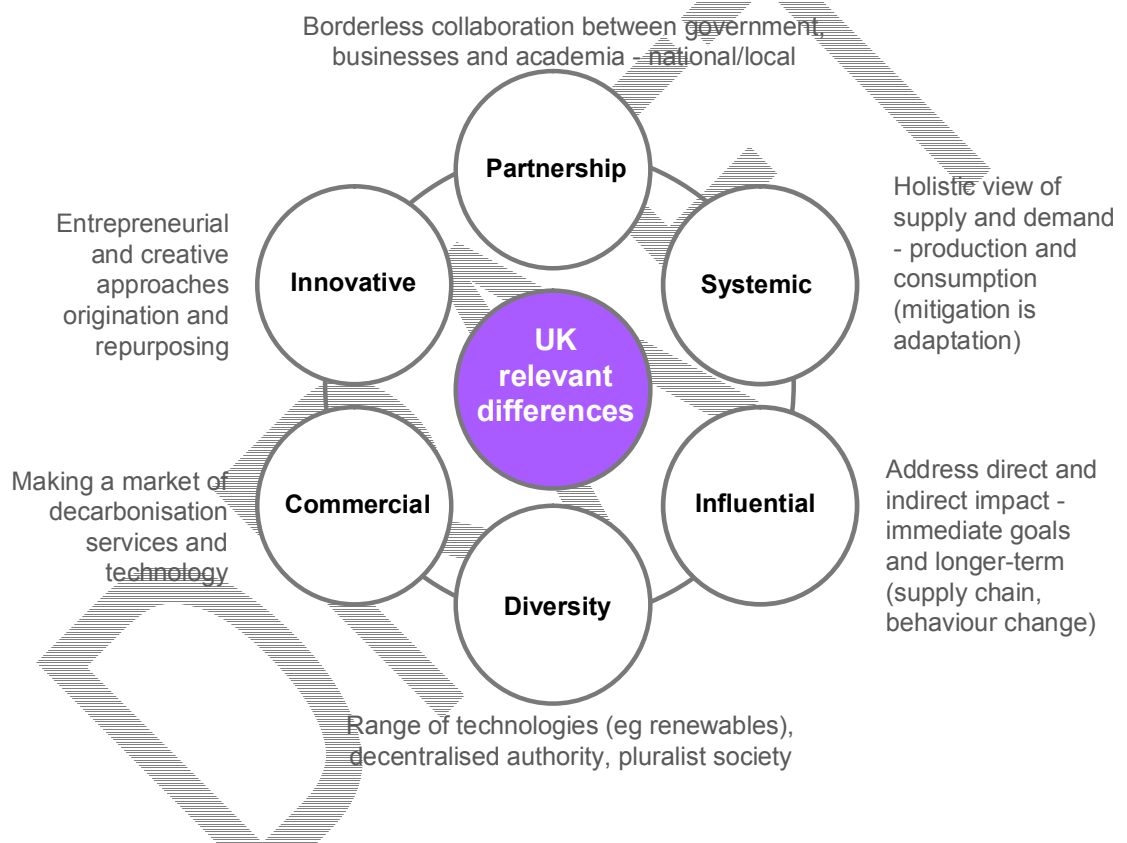 Borderless collaboration between government,
businesses and academia - national/local
Partnership
Holistic view of
supply and demand
- production and
consumption
(mitigation is
adaptation)
Systemic
Entrepreneurial
and creative
approaches
origination and
repurposing
Innovative
UK
relevant
differences
Making a market of
decarbonisation
services and
technology
Commercial
Influential
Address direct and
indirect impact -
immediate goals
and longer-term
(supply chain,
behaviour change)
Diversity
Range of technologies (eg renewables),
decentralised authority, pluralist society
DRAFT